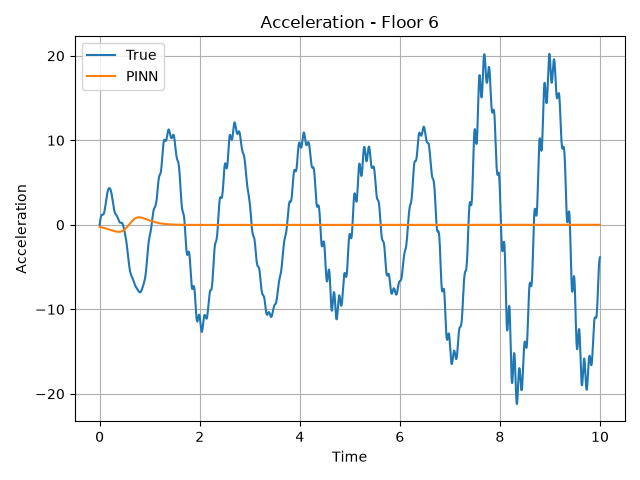 Acceleration - Floor 6
True
PINN
20
10
0
−10
−20
Acceleration
0 2 4 6 8 10
Time